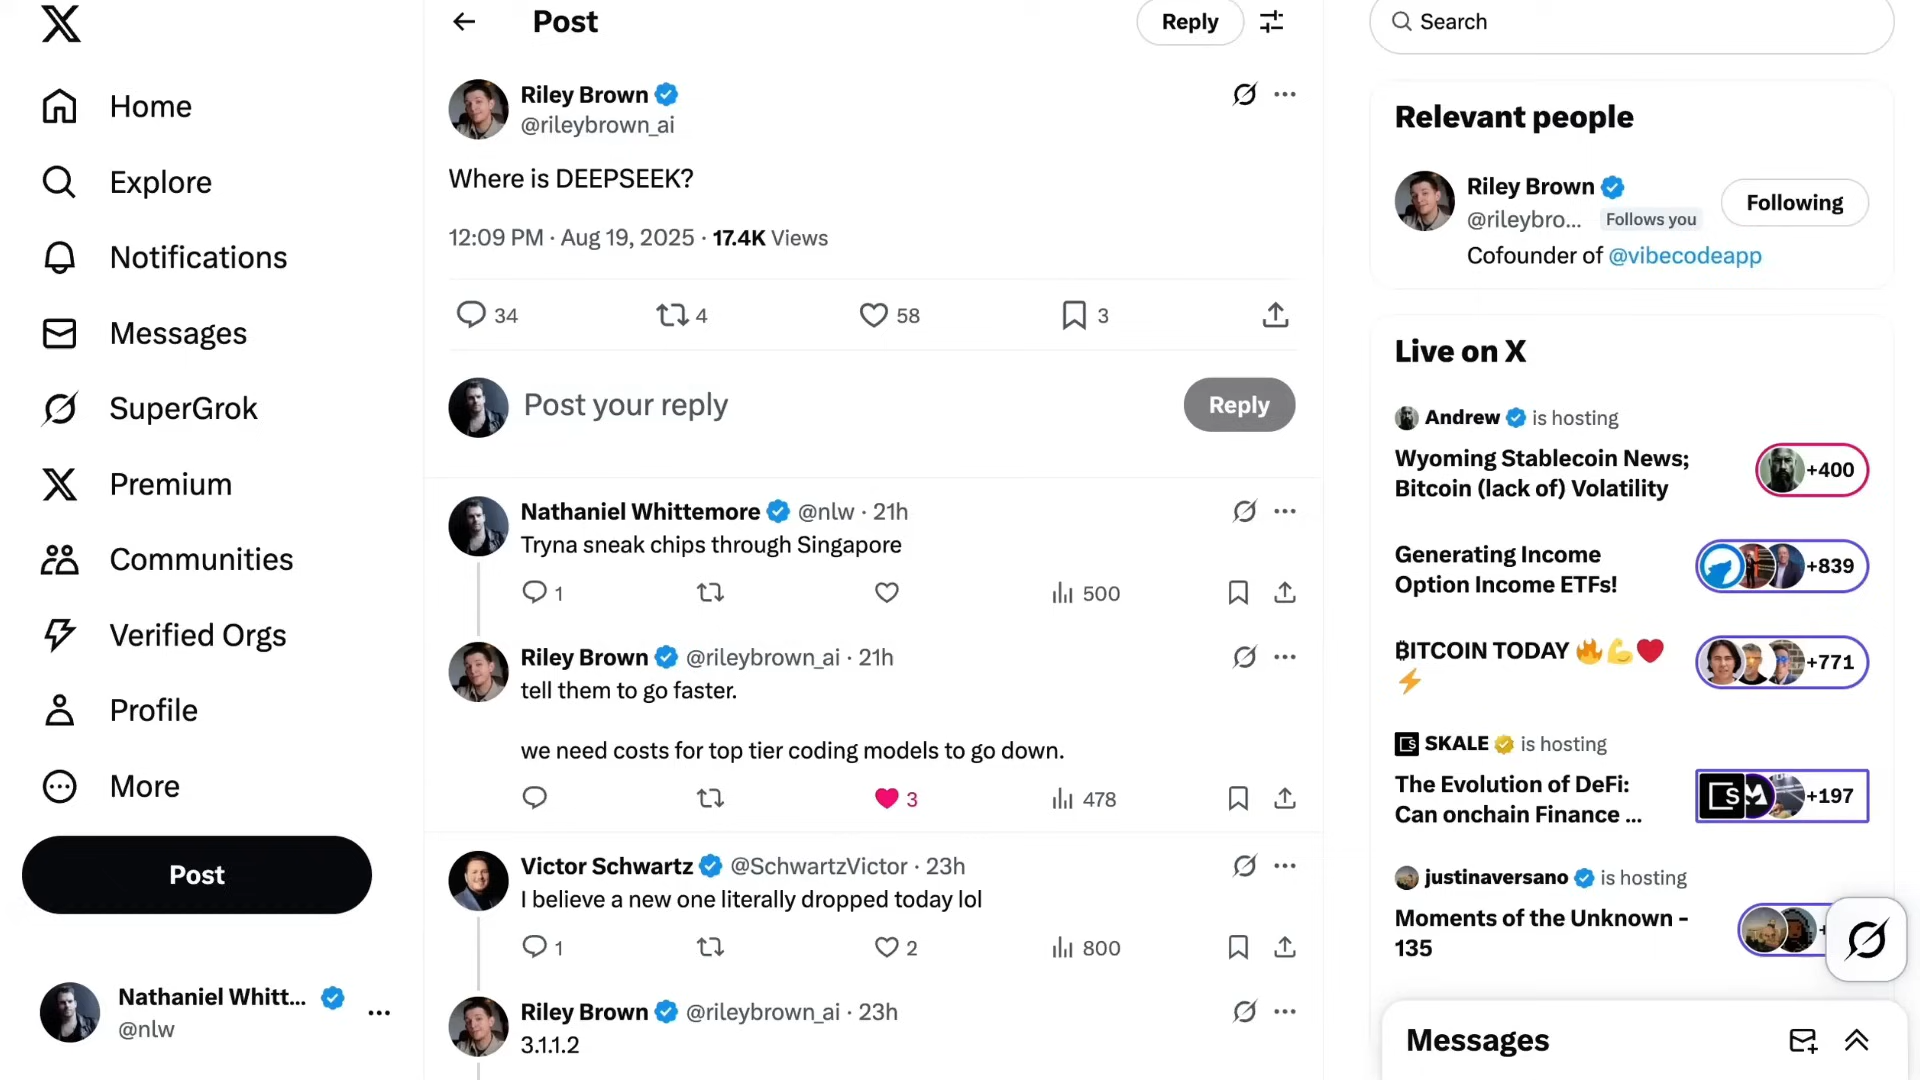 Home
Explore
Notifications
Messages
SuperGrok
Premium
Communities
Verified Orgs
Profile
More
Post
Nathaniel Whitt...
@nlw
Post
Reply
Riley Brown
@rileybrown_ai
Where is DEEPSEEK?
12:09 PM · Aug 19, 2025 · 17.4K Views
34 4 58 3
Post your reply
Reply
Nathaniel Whittemore @nlw · 21h
Tryna sneak chips through Singapore
1 500
Riley Brown @rileybrown_ai · 21h
tell them to go faster.
we need costs for top tier coding models to go down.
3 478
Victor Schwartz @SchwartzVictor · 23h
I believe a new one literally dropped today lol
1 2 800
Riley Brown @rileybrown_ai · 23h
3.1.1.2
Search
Relevant people
Riley Brown
@rileybro... Follows you
Following
Cofounder of @vibecodeapp
Live on X
Andrew is hosting
Wyoming Stablecoin News;
Bitcoin (lack of) Volatility
+400
Generating Income
Option Income ETFs!
+839
₿ITCOIN TODAY 🔥💪❤️
⚡
+771
SKALE is hosting
The Evolution of DeFi:
Can onchain Finance ...
+197
justinaversano is hosting
Moments of the Unknown -
135
Messages